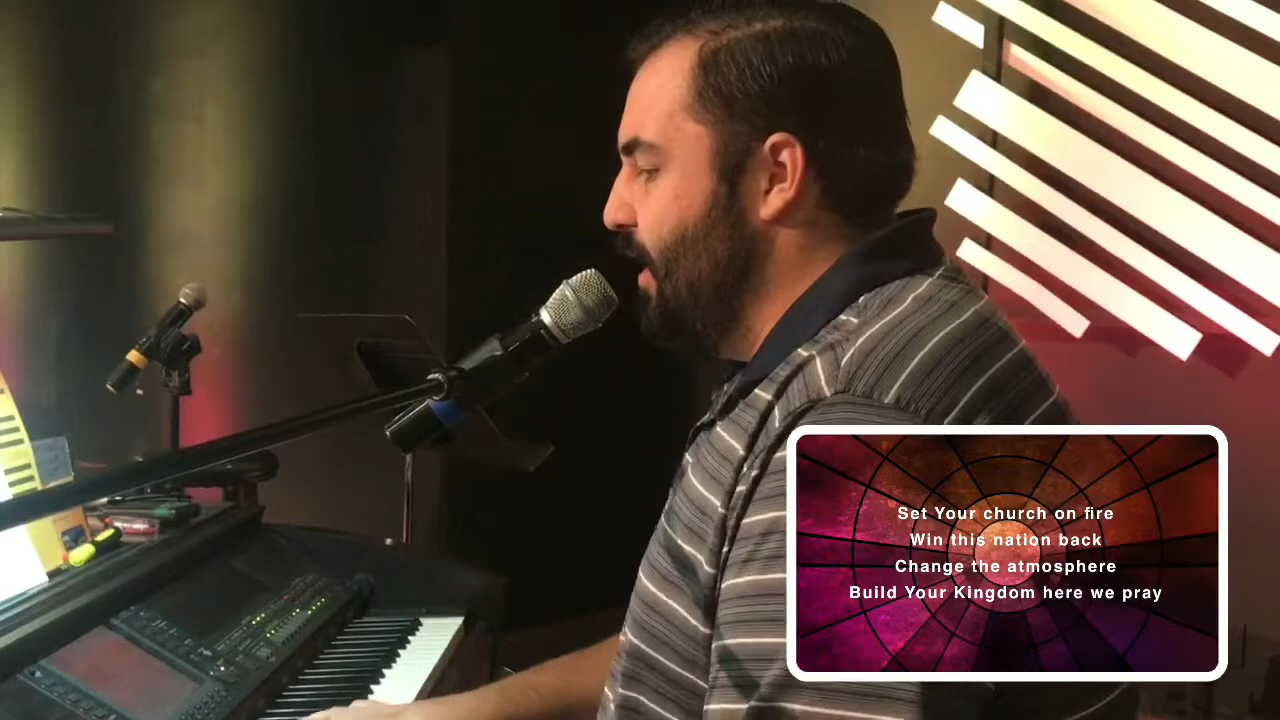 Set Your church on fire
Win this nation back
Change the atmosphere
Build Your Kingdom here we pray